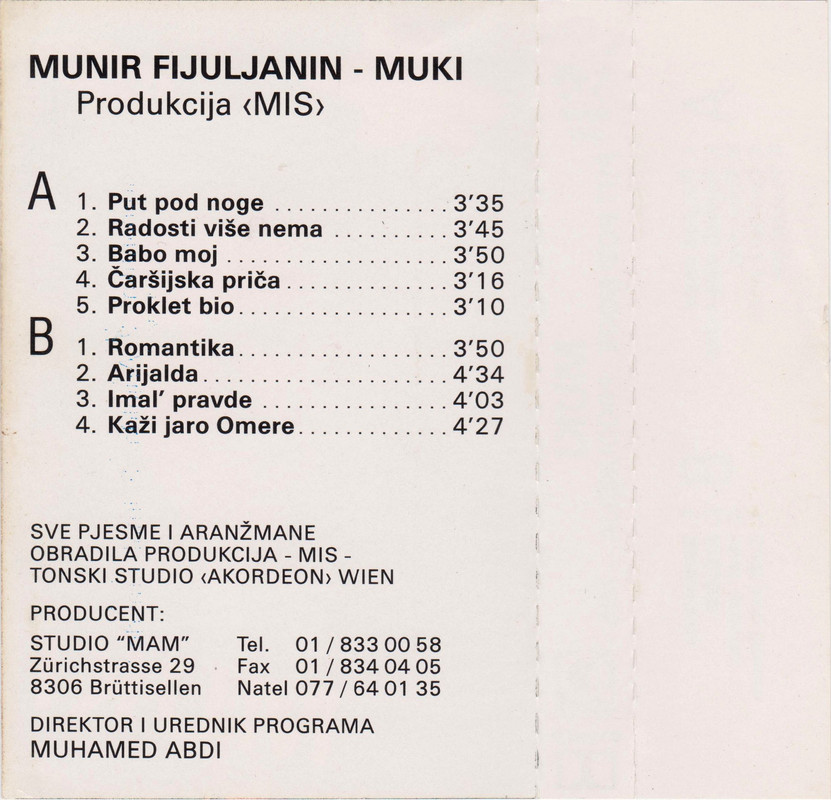 MUNIR FIJULJANIN - MUKI
Produkcija ‹MIS›
A
1. Put pod noge ............... 3’35
2. Radosti više nema .......... 3’45
3. Babo moj .................... 3’50
4. Čaršijska priča .............. 3’16
5. Proklet bio ................... 3’10
B
1. Romantika ................... 3’50
2. Arijalda ...................... 4’34
3. Imal’ pravde ................ 4’03
4. Kaži jaro Omere ............. 4’27
SVE PJESME I ARANŽMANE
OBRADILA PRODUKCIJA - MIS -
TONSKI STUDIO ‹AKORDEON› WIEN
PRODUCENT:
STUDIO “MAM” Tel. 01 / 833 00 58
Zürichstrasse 29 Fax 01 / 834 04 05
8306 Brüttisellen Natel 077 / 64 01 35
DIREKTOR I UREDNIK PROGRAMA
MUHAMED ABDI